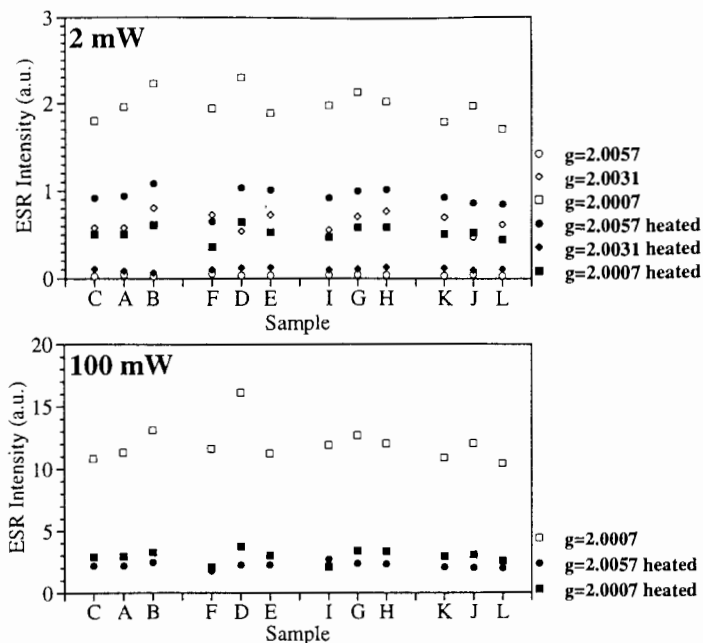 3
2 mW
2
1
0
ESR Intensity (a.u.)
C A B F D E I G H K J L
Sample
g=2.0057
g=2.0031
g=2.0007
g=2.0057 heated
g=2.0031 heated
g=2.0007 heated
20
100 mW
15
10
5
0
ESR Intensity (a.u.)
C A B F D E I G H K J L
Sample
g=2.0007
g=2.0057 heated
g=2.0007 heated